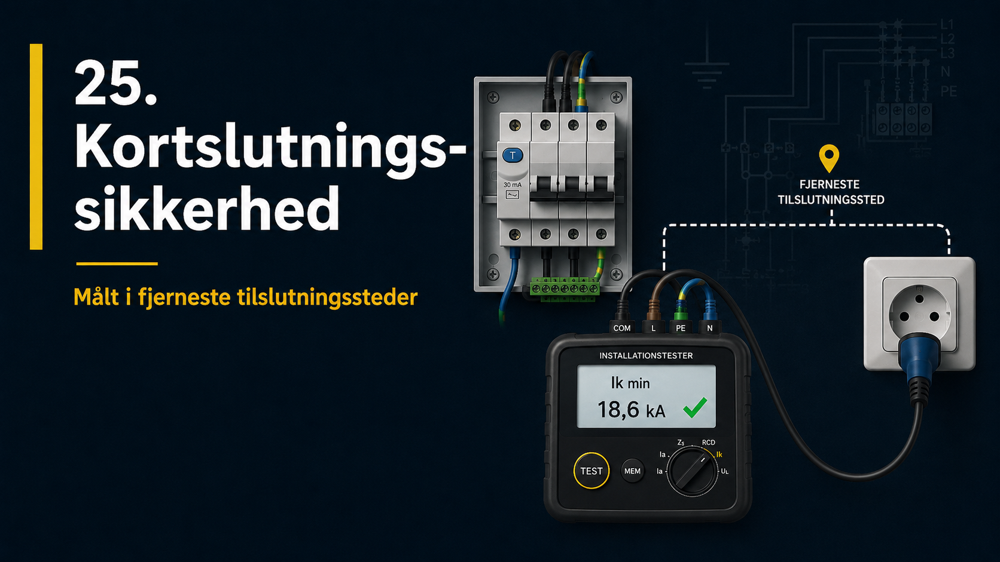 25.
Kortslutnings-
sikkerhed
Målt i fjerneste tilslutningssteder
T
30 mA
L1
L2
L3
N
PE
FJERNESTE
TILSLUTNINGSSTED
COM
L
PE
N
INSTALLATIONSTESTER
Ik min
18,6 kA
TEST
MEM
Zs
RCD
Ia
Ik
Ia
UL